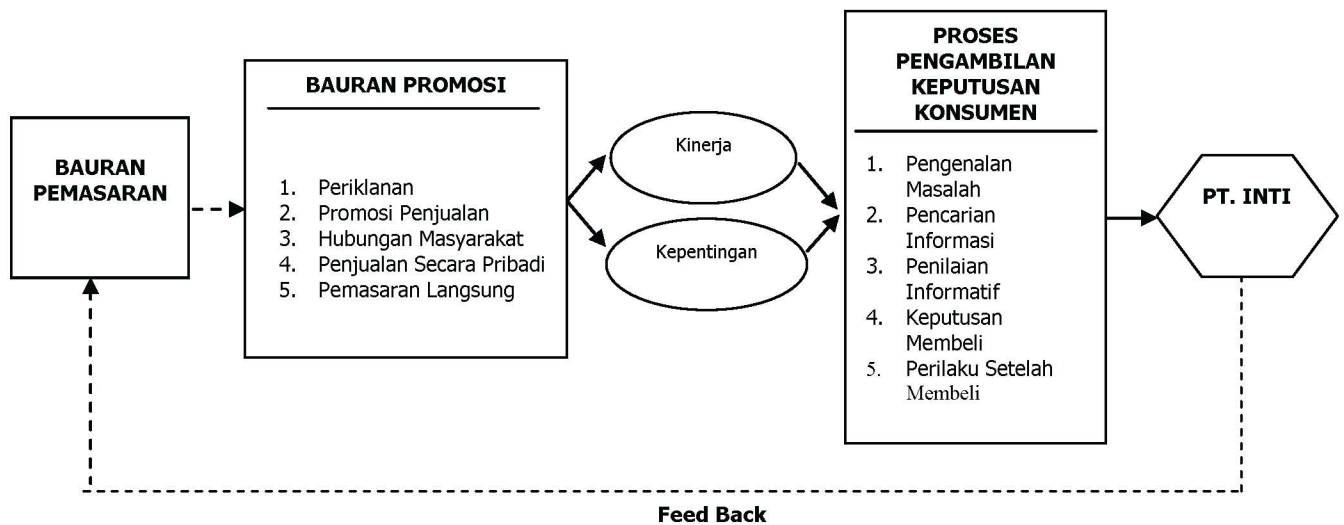 BAURAN
PEMASARAN
BAURAN PROMOSI
1. Periklanan
2. Promosi Penjualan
3. Hubungan Masyarakat
4. Penjualan Secara Pribadi
5. Pemasaran Langsung
Kinerja
Kepentingan
PROSES
PENGAMBILAN
KEPUTUSAN
KONSUMEN
1. Pengenalan
Masalah
2. Pencarian
Informasi
3. Penilaian
Informatif
4. Keputusan
Membeli
5. Perilaku Setelah
Membeli
PT. INTI
Feed Back